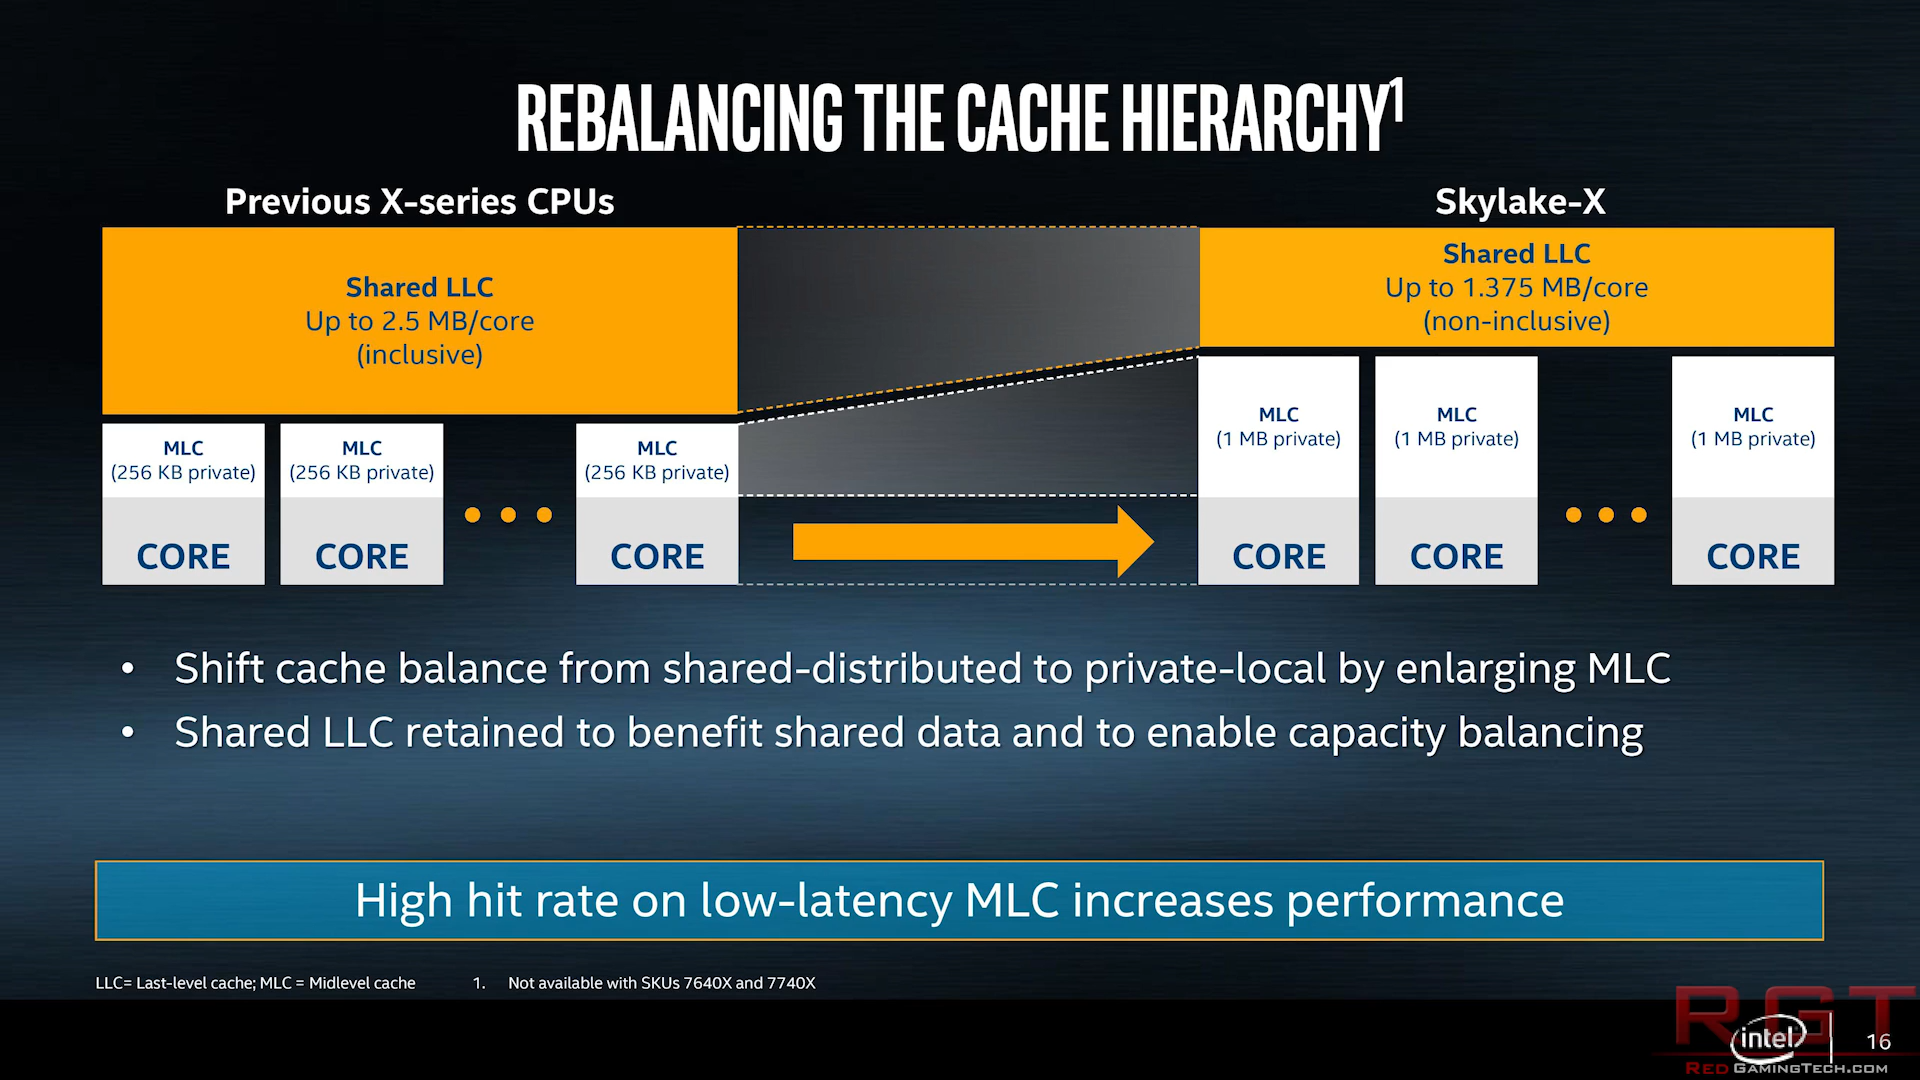 REBALANCING THE CACHE HIERARCHY1
Previous X-series CPUs
Shared LLC
Up to 2.5 MB/core
(inclusive)
MLC
(256 KB private)
CORE
MLC
(256 KB private)
CORE
MLC
(256 KB private)
CORE
Skylake-X
Shared LLC
Up to 1.375 MB/core
(non-inclusive)
MLC
(1 MB private)
CORE
MLC
(1 MB private)
CORE
MLC
(1 MB private)
CORE
• Shift cache balance from shared-distributed to private-local by enlarging MLC
• Shared LLC retained to benefit shared data and to enable capacity balancing
High hit rate on low-latency MLC increases performance
LLC= Last-level cache; MLC = Midlevel cache 1. Not available with SKUs 7640X and 7740X
RGT
intel 16
REDGAMINGTECH.COM